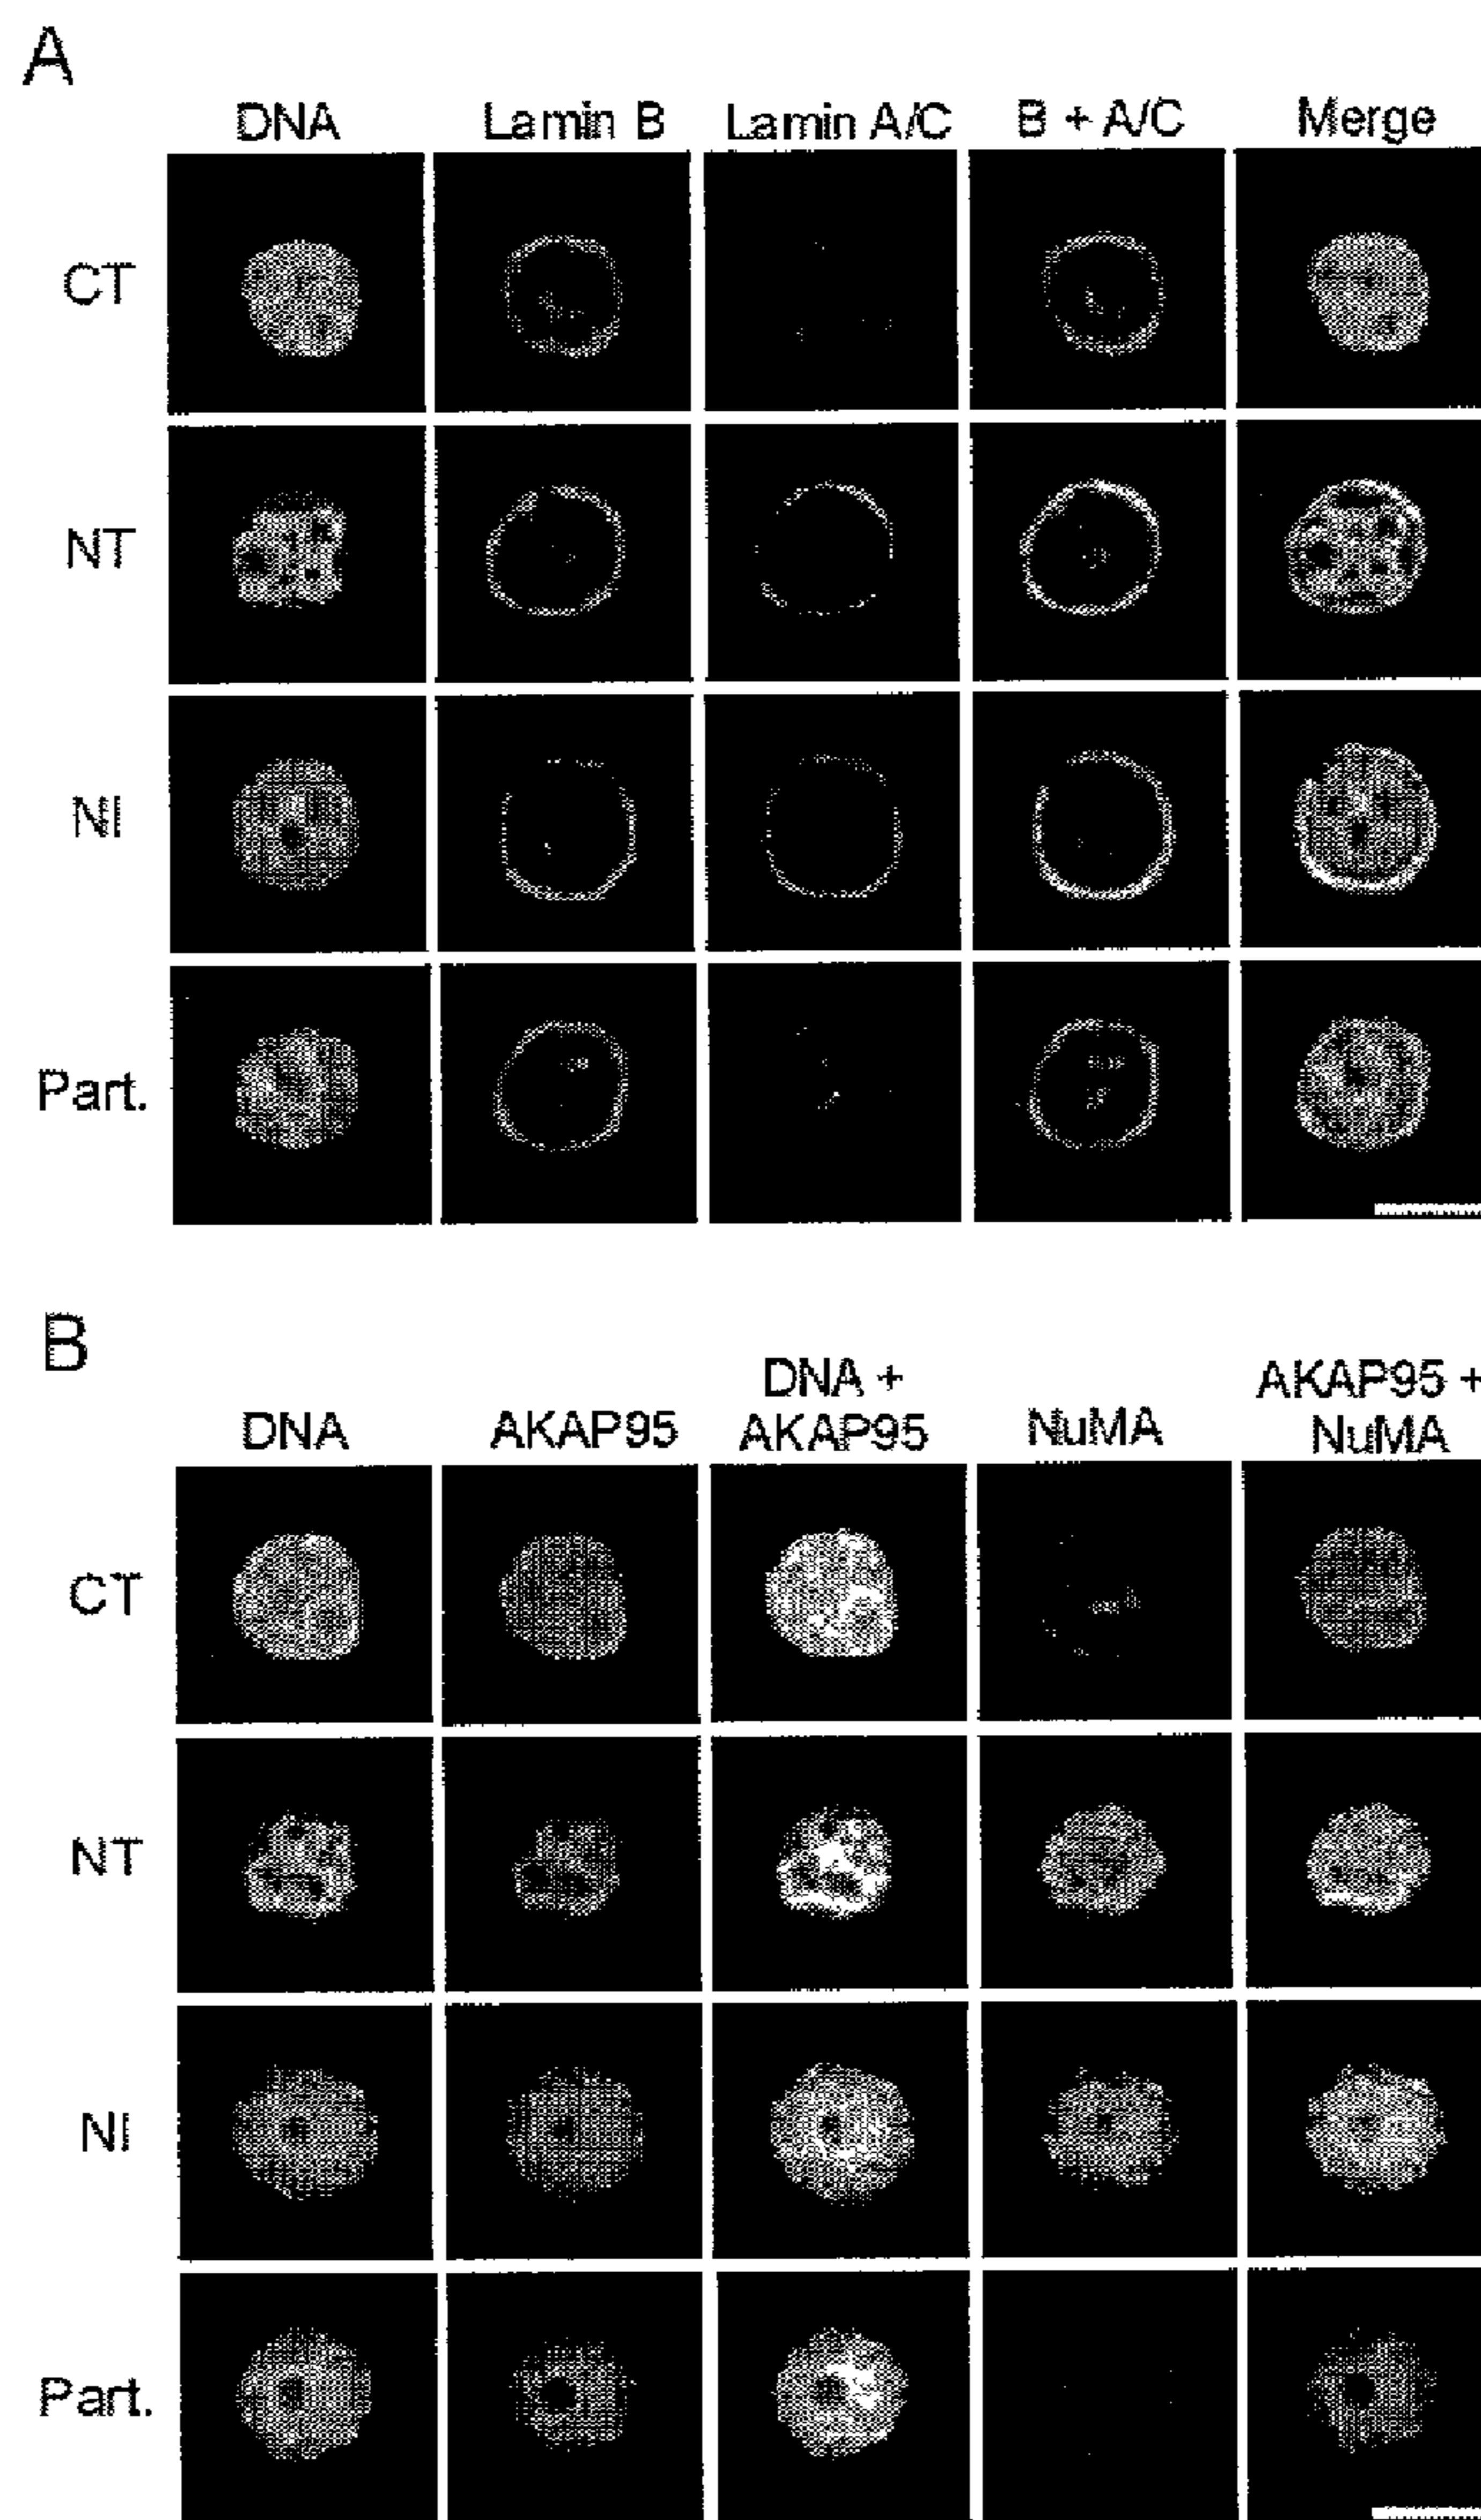 A
DNA Lamin B Lamin A/C B + A/C Merge
CT
NT
NI
Part.
B
DNA + AKAP95 +
DNA AKAP95 AKAP95 NuMA NuMA
CT
NT
NI
Part.